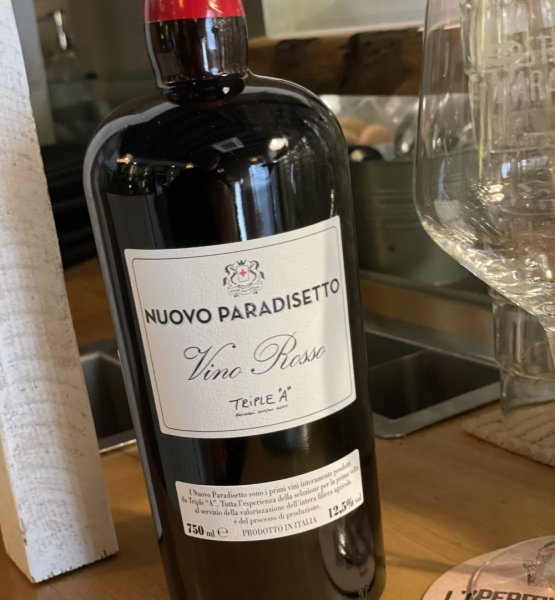 NUOVO PARADISETTO
Vino Rosso
TRIPLE "A"
I Nuovo Paradisetto sono i primi vini interamente prodotti
da Triple "A". Tutta l'esperienza della selezione per la prima volta
al servizio della valorizzazione dell'intera filiera agricola
e del processo di produzione.
750 ml e PRODOTTO IN ITALIA 12,5% vol